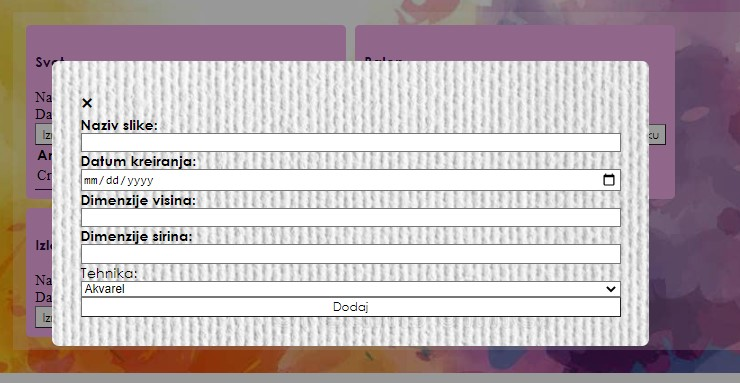 ✕
Naziv slike:
Datum kreiranja:
mm/dd/yyyy
Dimenzije visina:
Dimenzije sirina:
Tehnika:
Akvarel
Dodaj